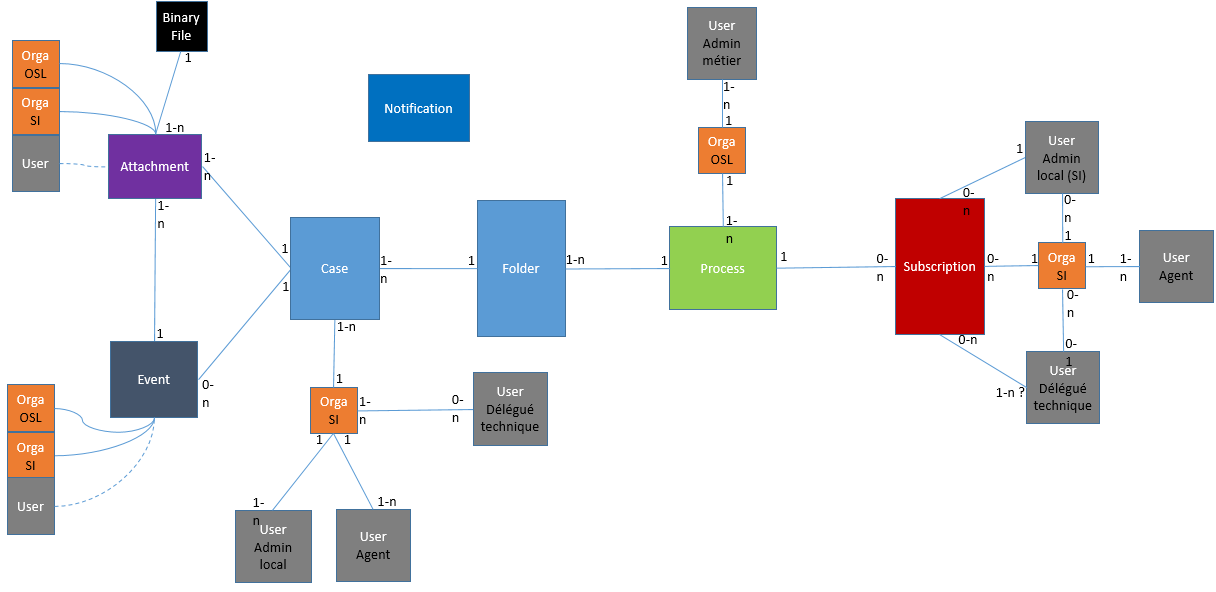 Binary
File
1
Orga
OSL
Orga
SI
User
1-n
Attachment
1-
n
1-
n
Notification
User
Admin
métier
1-
n
1
Orga
OSL
1
1-
n
Process
1
1
0-
n
Subscription
0-
n
1
User
Admin
local (SI)
0-
n
1
0-
n
1
Orga
SI
1
1-
n
User
Agent
0-
n
0-
1
0-n
1-n ?
User
Délégué
technique
1
1
Case
1-
n
1
Folder
1-n
1-n
1
Orga
SI
1-
n
0-
n
User
Délégué
technique
1
1
1-
n
User
Admin
local
1-n
User
Agent
1
Event
0-
n
Orga
OSL
Orga
SI
User